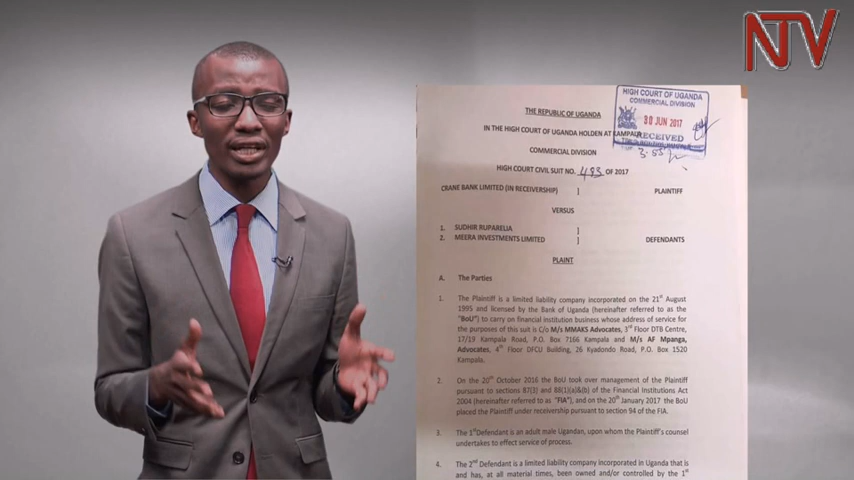 NTV
HIGH COURT OF UGANDA
COMMERCIAL DIVISION
30 JUN 2017
RECEIVED
3.55
THE REPUBLIC OF UGANDA
IN THE HIGH COURT OF UGANDA HOLDEN AT KAMPALA
COMMERCIAL DIVISION
HIGH COURT CIVIL SUIT NO. 493 OF 2017
CRANE BANK LIMITED (IN RECEIVERSHIP) ] PLAINTIFF
VERSUS
1. SUDHIR RUPARELIA ]
2. MEERA INVESTMENTS LIMITED ] DEFENDANTS
PLAINT
A. The Parties
1. The Plaintiff is a limited liability company incorporated on the 21st August
1995 and licensed by the Bank of Uganda (hereinafter referred to as the
"BoU") to carry on financial institution business whose address of service for
the purposes of this suit is C/o M/s MMAKS Advocates, 3rd Floor DTB Centre,
17/19 Kampala Road, P.O. Box 7166 Kampala and M/s AF Mpanga,
Advocates, 4th Floor DFCU Building, 26 Kyadondo Road, P.O. Box 1520
Kampala.
2. On the 20th October 2016 the BoU took over management of the Plaintiff
pursuant to sections 87(3) and 88(1)(a)&(b) of the Financial Institutions Act
2004 (hereinafter referred to as "FIA"), and on the 20th January 2017 the BoU
placed the Plaintiff under receivership pursuant to section 94 of the FIA.
3. The 1st Defendant is an adult male Ugandan, upon whom the Plaintiff's counsel
undertakes to effect service of process.
4. The 2nd Defendant is a limited liability company incorporated in Uganda that is
and has, at all material times, been owned and/or controlled by the 1st